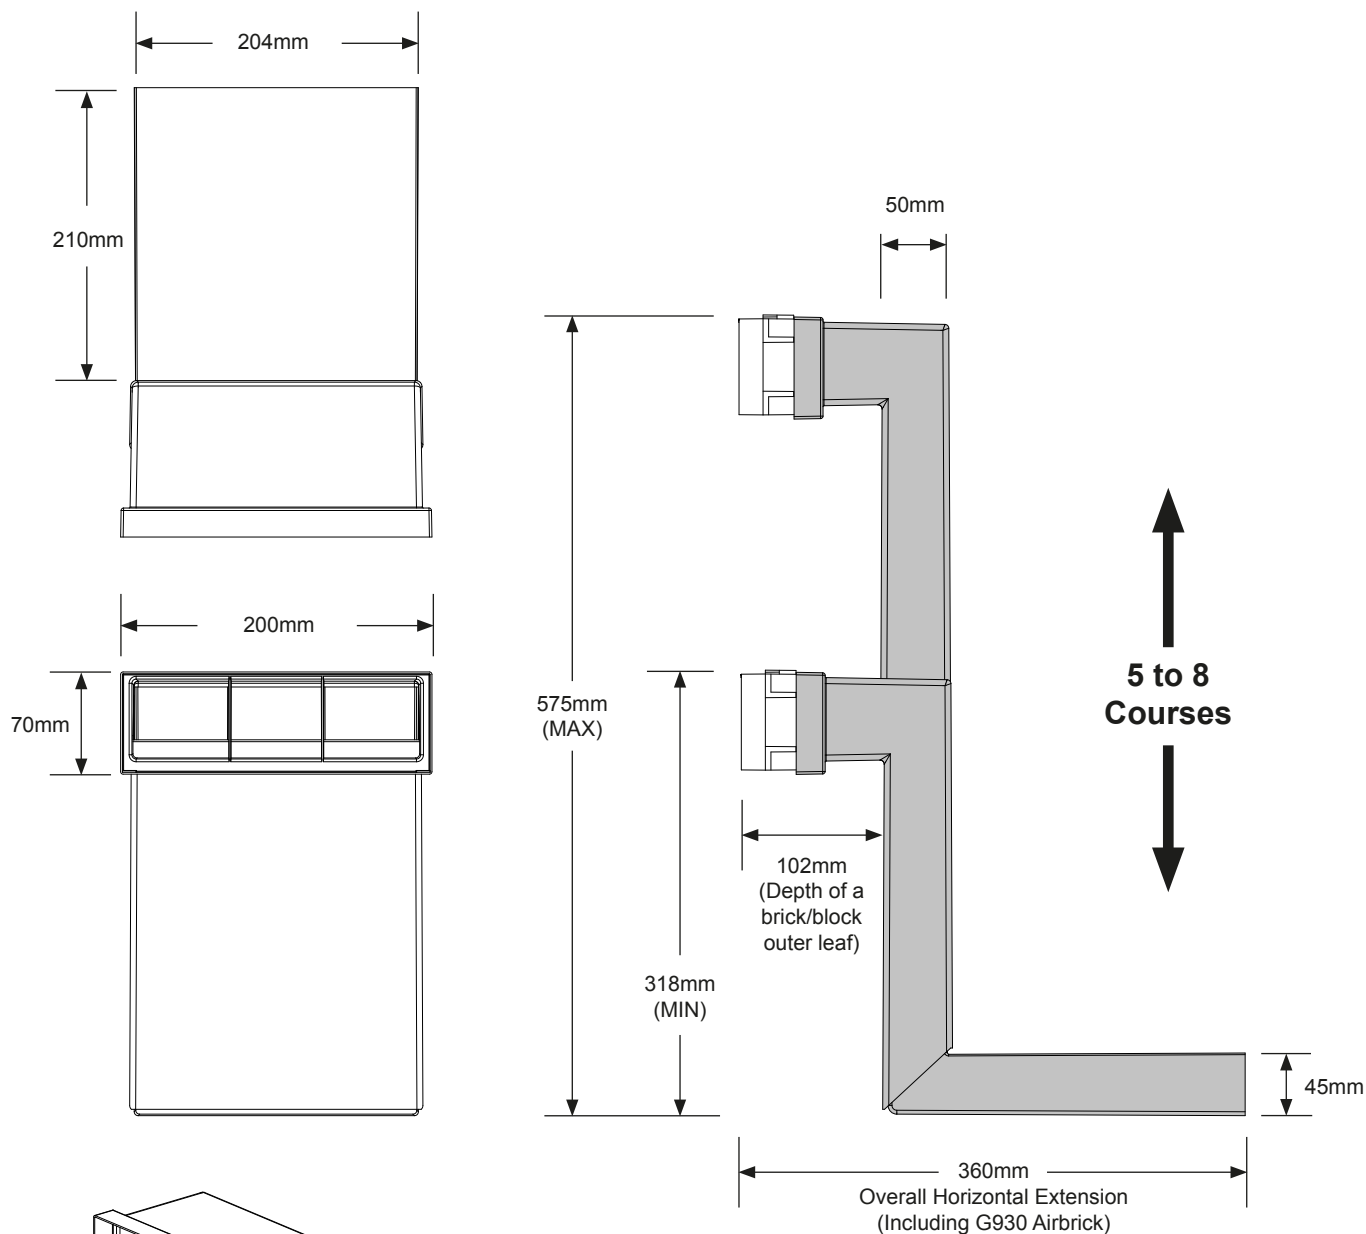 204mm
210mm
50mm
200mm
70mm
575mm
(MAX)
5 to 8
Courses
102mm
(Depth of a
brick/block
outer leaf)
318mm
(MIN)
45mm
360mm
Overall Horizontal Extension
(Including G930 Airbrick)